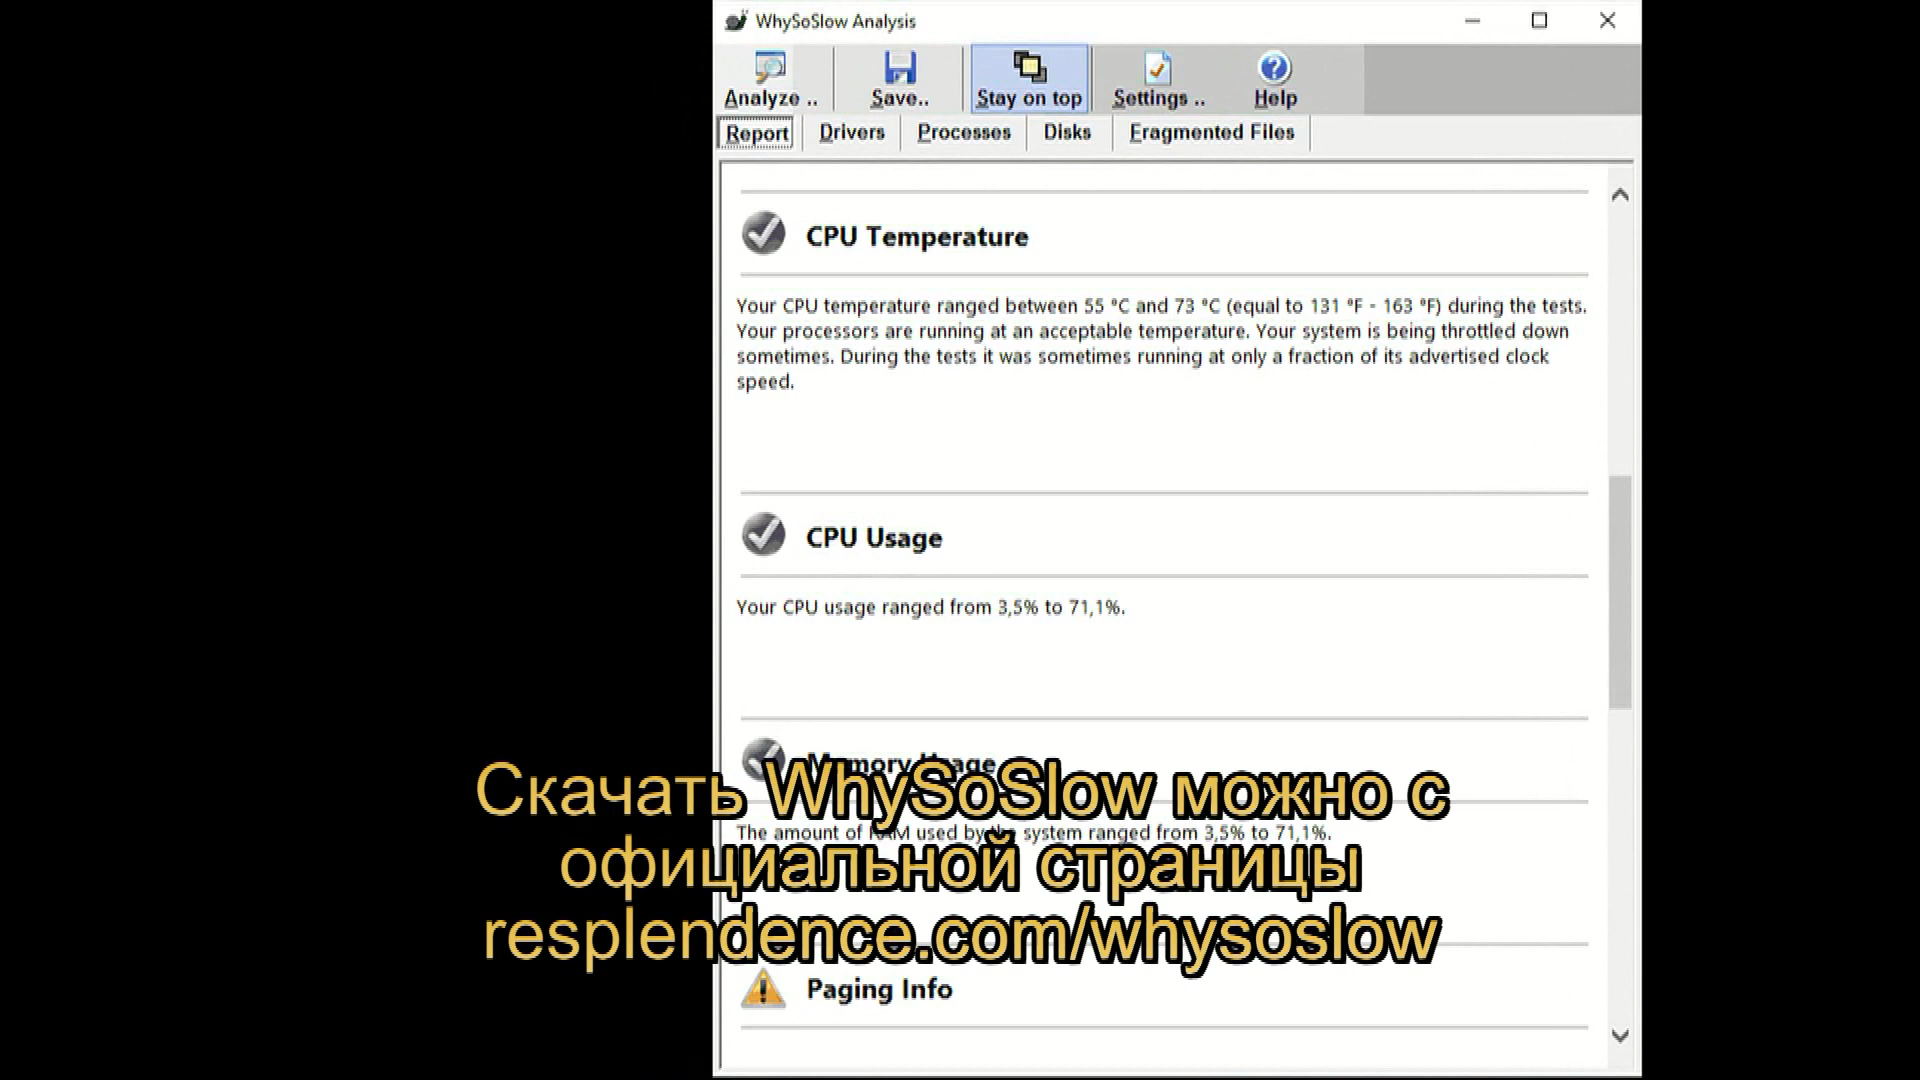 WhySoSlow Analysis
Analyze ..
Save..
Stay on top
Settings ..
Help
Report
Drivers
Processes
Disks
Fragmented Files
CPU Temperature
Your CPU temperature ranged between 55 °C and 73 °C (equal to 131 °F - 163 °F) during the tests.
Your processors are running at an acceptable temperature. Your system is being throttled down
sometimes. During the tests it was sometimes running at only a fraction of its advertised clock
speed.
CPU Usage
Your CPU usage ranged from 3,5% to 71,1%.
Memory Usage
Скачать WhySoSlow можно с
The amount of RAM used by the system ranged from 3,5% to 71,1%.
официальной страницы
resplendence.com/whysoslow
Paging Info